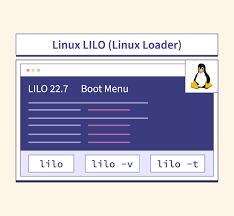 Linux LILO (Linux Loader)
LILO 22.7 Boot Menu
lilo lilo -v lilo -t